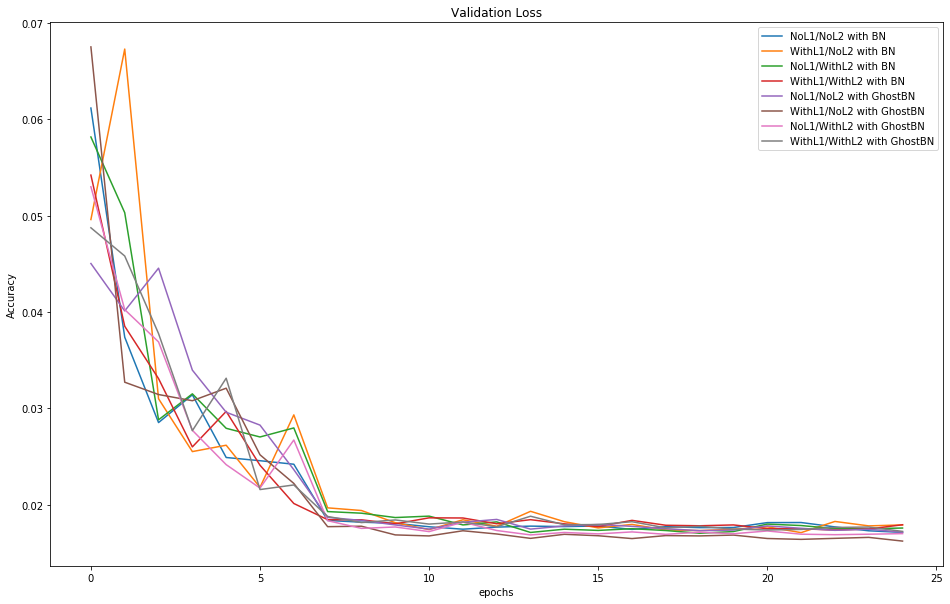 Validation Loss
0.07
0.06
0.05
0.04
0.03
0.02
Accuracy
NoL1/NoL2 with BN
WithL1/NoL2 with BN
NoL1/WithL2 with BN
WithL1/WithL2 with BN
NoL1/NoL2 with GhostBN
WithL1/NoL2 with GhostBN
NoL1/WithL2 with GhostBN
WithL1/WithL2 with GhostBN
0 5 10 15 20 25
epochs